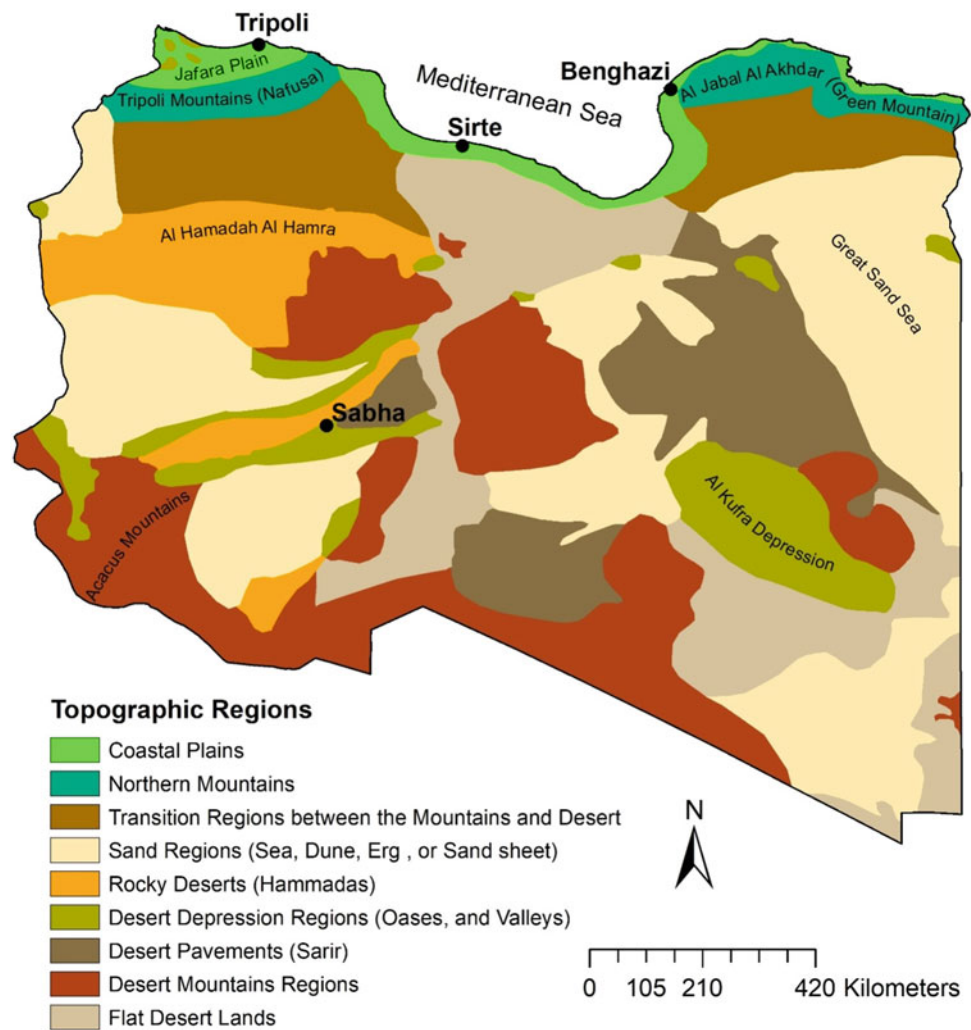 Tripoli
Jafara Plain
Tripoli Mountains (Nafusa)
Mediterranean Sea
Benghazi
Al Jabal Al Akhdar (Green Mountain)
Sirte
Al Hamadah Al Hamra
Great Sand Sea
Sabha
Acacus Mountains
Al Kufra Depression
Topographic Regions
Coastal Plains
Northern Mountains
Transition Regions between the Mountains and Desert
Sand Regions (Sea, Dune, Erg , or Sand sheet)
Rocky Deserts (Hammadas)
Desert Depression Regions (Oases, and Valleys)
Desert Pavements (Sarir)
Desert Mountains Regions
Flat Desert Lands
N
0 105 210 420 Kilometers